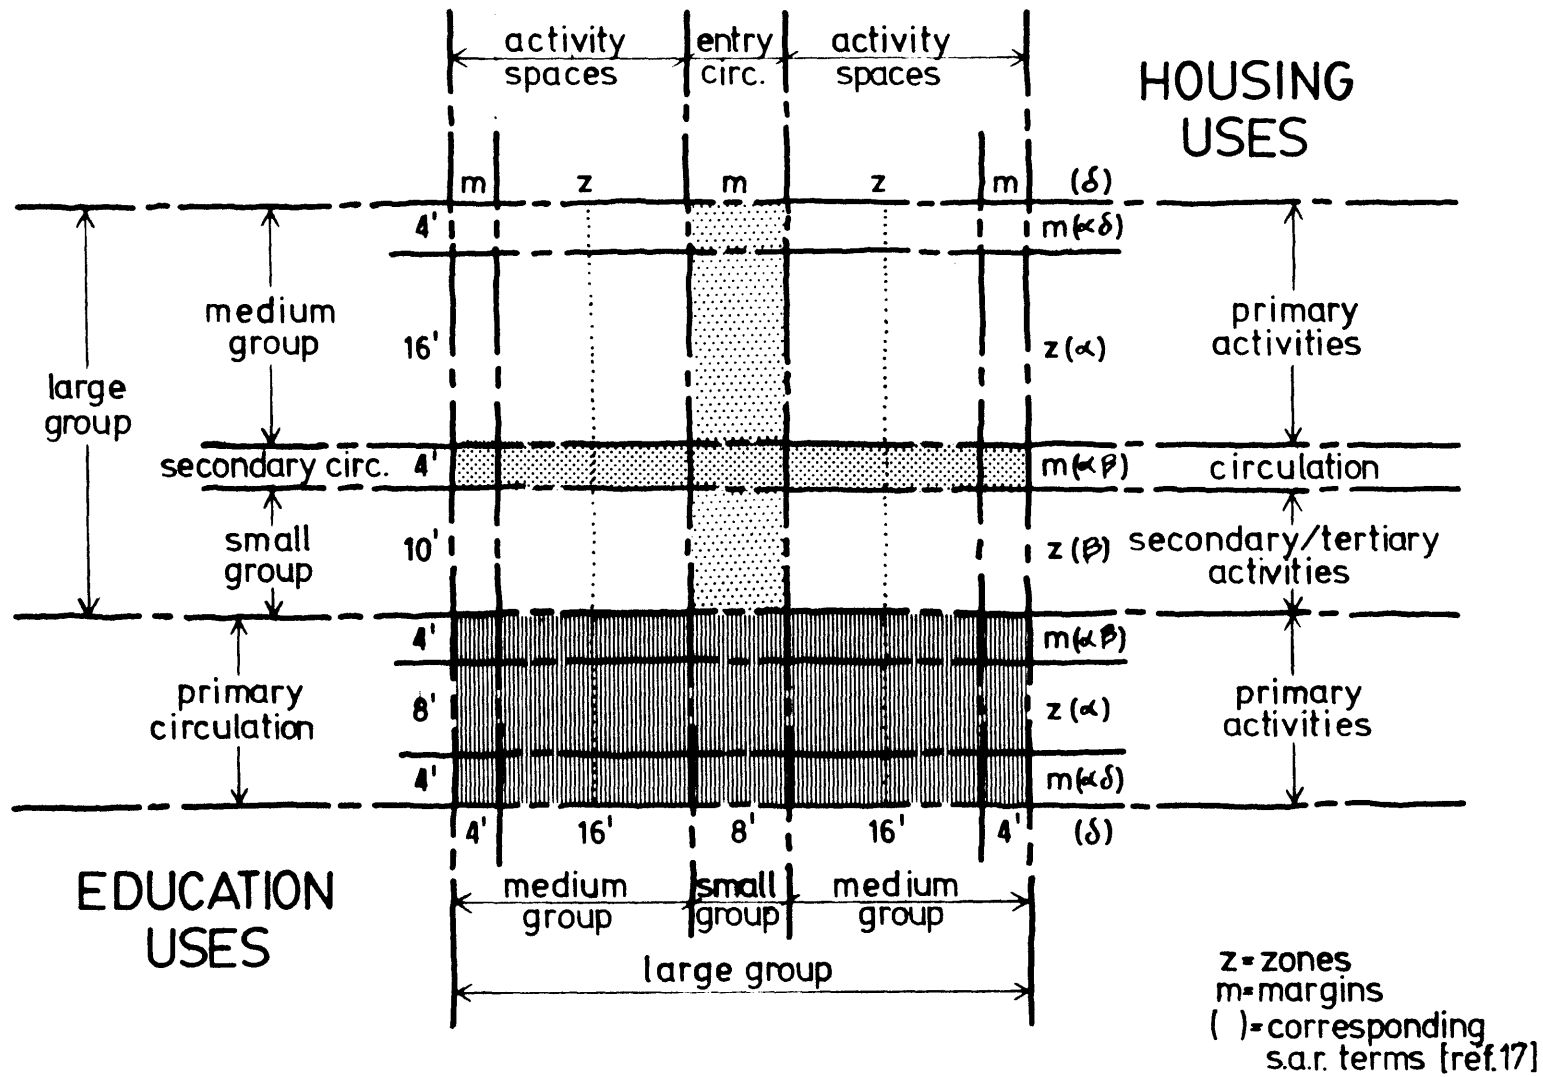 activity
spaces
entry
circ.
activity
spaces
HOUSING
USES
m z m z m (δ)
4' m(αδ)
medium
group
16' z(α)
primary
activities
large
group
secondary circ. 4' m(αβ) circulation
small
group
10' z(β)
secondary/tertiary
activities
4' m(αβ)
primary
circulation
8' z(α)
primary
activities
4' m(αδ)
4' 16' 8' 16' 4' (δ)
EDUCATION
USES
medium
group
small
group
medium
group
large group
z=zones
m=margins
( )=corresponding
s.a.r. terms [ref.17]